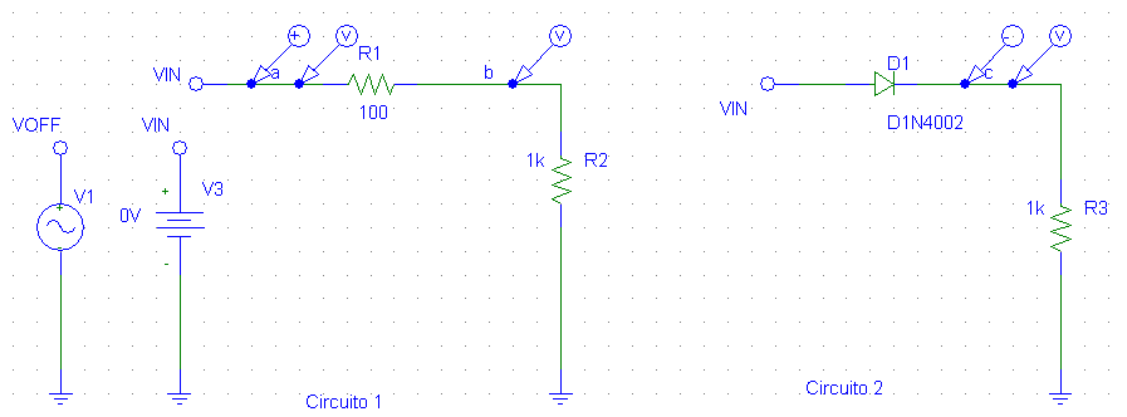 + V V - V
R1 D1
VIN a b c
VIN
100 D1N4002
VOFF VIN
1k R2
V1 + V3
+ 0V 1k R3
-
-
Circuito 1 Circuito 2